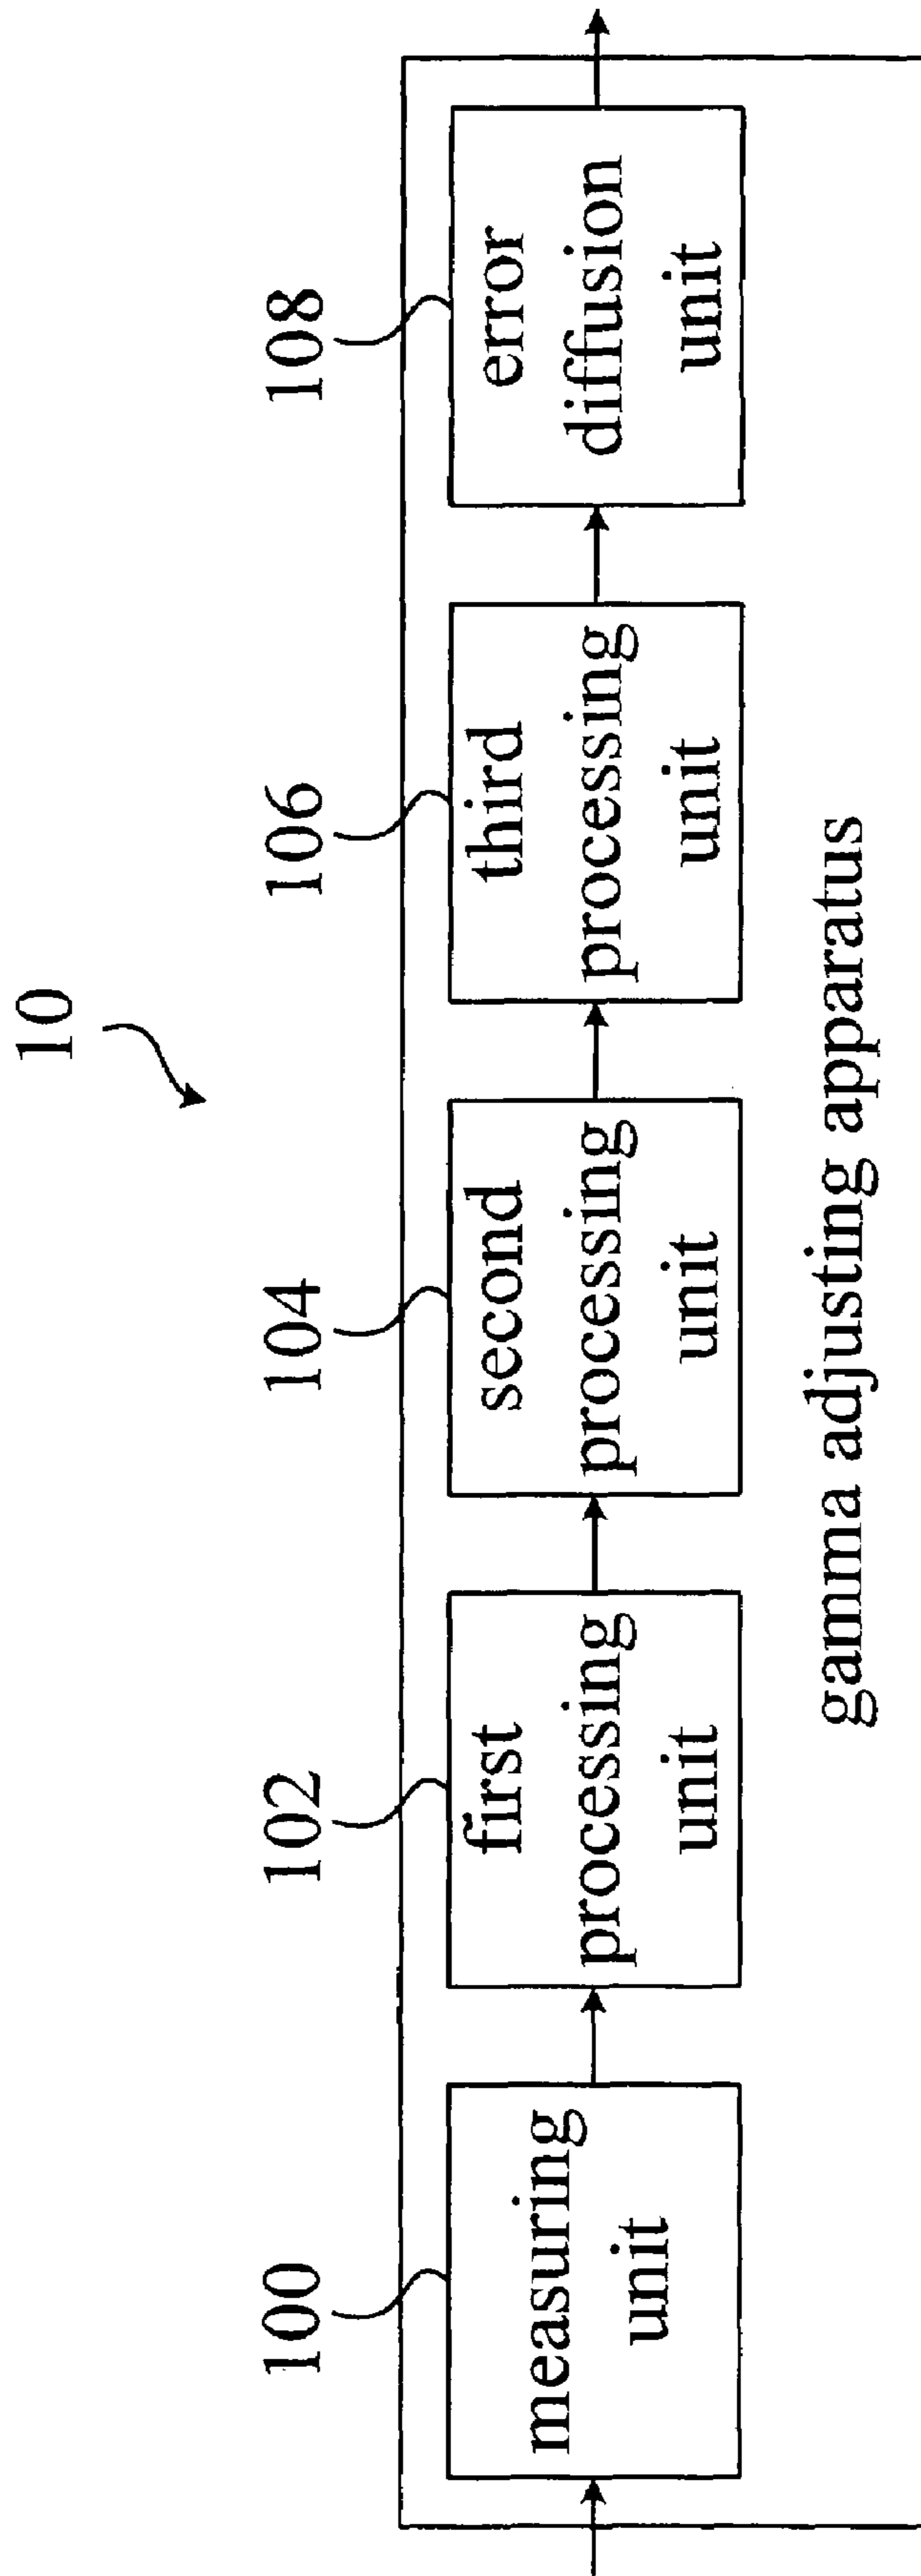 10
100
102
104
106
108
measuring
unit
first
processing
unit
second
processing
unit
third
processing
unit
error
diffusion
unit
gamma adjusting apparatus